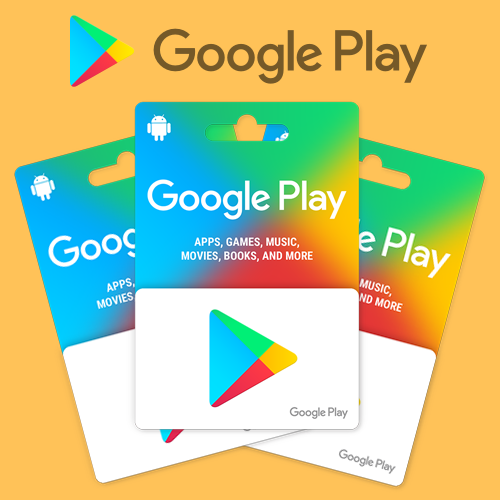 Google Play
Google Play
APPS, GAMES, MUSIC,
MOVIES, BOOKS, AND MORE
Google Play
Goog
APPS,
MOVIES,
e Play
MUSIC,
ND MORE
Google Play